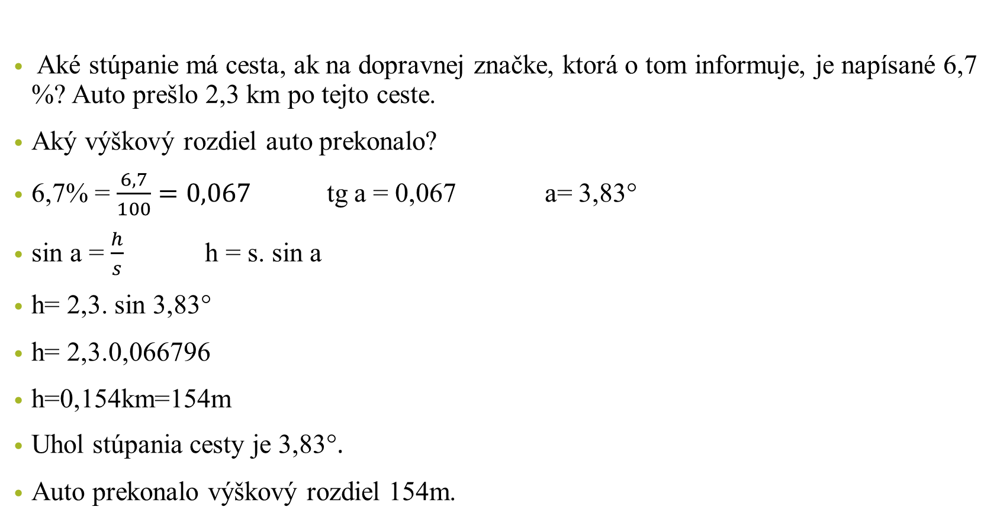 • Aké stúpanie má cesta, ak na dopravnej značke, ktorá o tom informuje, je napísané 6,7
%? Auto prešlo 2,3 km po tejto ceste.
• Aký výškový rozdiel auto prekonalo?
• 6,7% = 6,7/100 = 0,067 tg a = 0,067 a= 3,83°
• sin a = h/s h = s. sin a
• h= 2,3. sin 3,83°
• h= 2,3.0,066796
• h=0,154km=154m
• Uhol stúpania cesty je 3,83°.
• Auto prekonalo výškový rozdiel 154m.